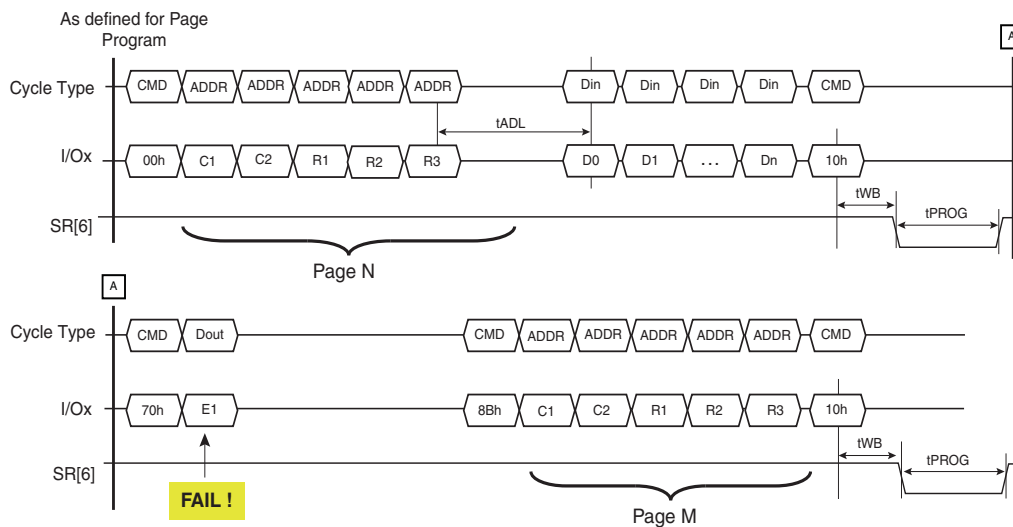 As defined for Page
Program
A
Cycle Type CMD ADDR ADDR ADDR ADDR ADDR Din Din Din Din CMD
tADL
I/Ox 00h C1 C2 R1 R2 R3 D0 D1 ... Dn 10h
tWB tPROG
SR[6]
Page N
A
Cycle Type CMD Dout CMD ADDR ADDR ADDR ADDR ADDR CMD
I/Ox 70h E1 8Bh C1 C2 R1 R2 R3 10h
tWB tPROG
SR[6]
FAIL !
Page M